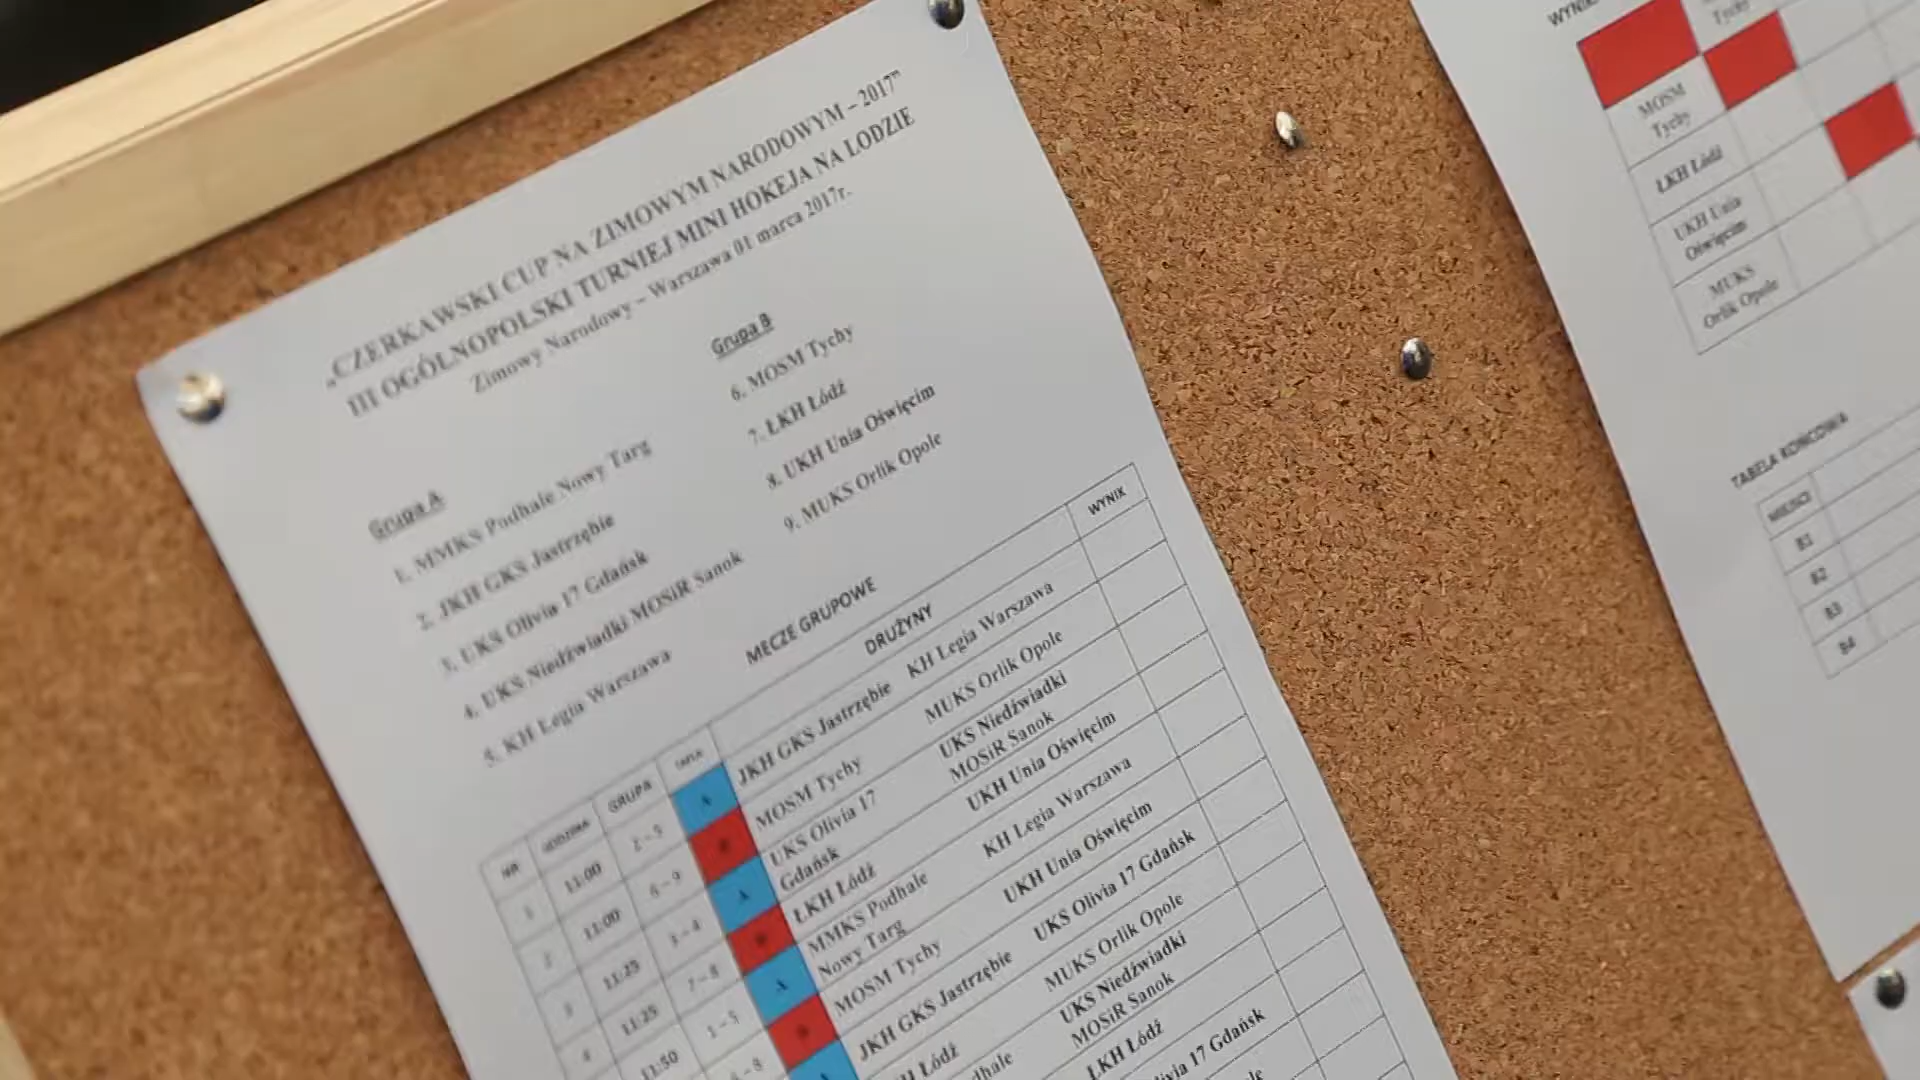 „CZERKAWSKI CUP NA ZIMOWYM NARODOWYM – 2017”
III OGÓLNOPOLSKI TURNIEJ MINI HOKEJA NA LODZIE
Zimowy Narodowy – Warszawa 01 marca 2017r.
Grupa A
1. MMKS Podhale Nowy Targ
2. JKH GKS Jastrzębie
3. UKS Olivia 17 Gdańsk
4. UKS Niedźwiadki MOSiR Sanok
5. KH Legia Warszawa
Grupa B
6. MOSM Tychy
7. ŁKH Łódź
8. UKH Unia Oświęcim
9. MUKS Orlik Opole
MECZE GRUPOWE
NR GODZINA GRUPA TAFLA DRUŻYNY WYNIK
1 11:00 2 – 5 A JKH GKS Jastrzębie KH Legia Warszawa
2 11:00 6 – 9 B MOSM Tychy MUKS Orlik Opole
3 11:25 3 – 4 A UKS Olivia 17 Gdańsk UKS Niedźwiadki MOSiR Sanok
4 11:25 7 – 8 B ŁKH Łódź UKH Unia Oświęcim
11:50 1 – 5 A MMKS Podhale Nowy Targ KH Legia Warszawa
6 – 8 B MOSM Tychy UKH Unia Oświęcim
A JKH GKS Jastrzębie UKS Olivia 17 Gdańsk
Łódź MUKS Orlik Opole
UKS Niedźwiadki MOSiR Sanok
ŁKH Łódź
17 Gdańsk
Tychy
MOSM Tychy
ŁKH Łódź
UKH Unia Oświęcim
MUKS Orlik Opole
TABELA KOŃCOWA
MIEJSCE
B1
B2
B3
B4